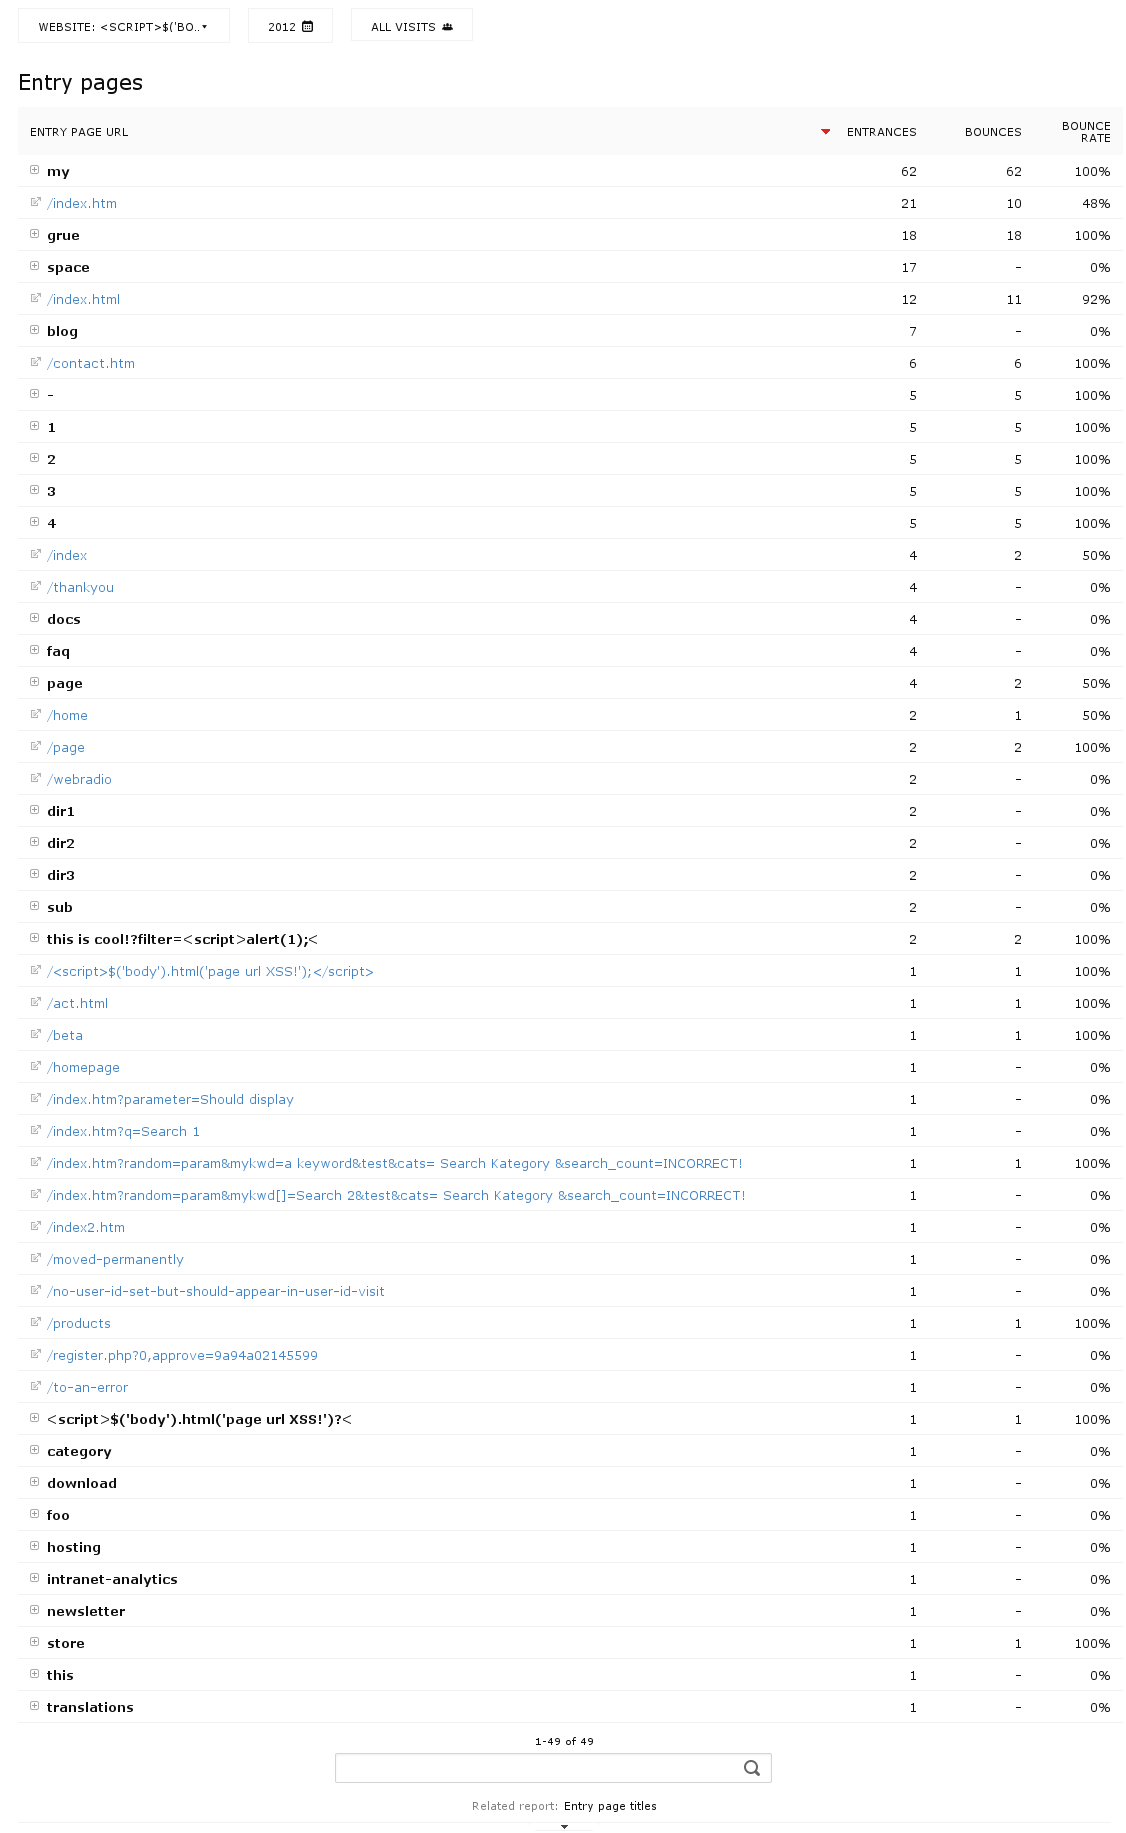 WEBSITE: <SCRIPT>$('BO.. 2012 ALL VISITS
Entry pages
ENTRY PAGE URL ENTRANCES BOUNCES BOUNCE RATE
my 62 62 100%
/index.htm 21 10 48%
grue 18 18 100%
space 17 - 0%
/index.html 12 11 92%
blog 7 - 0%
/contact.htm 6 6 100%
- 5 5 100%
1 5 5 100%
2 5 5 100%
3 5 5 100%
4 5 5 100%
/index 4 2 50%
/thankyou 4 - 0%
docs 4 - 0%
faq 4 - 0%
page 4 2 50%
/home 2 1 50%
/page 2 2 100%
/webradio 2 - 0%
dir1 2 - 0%
dir2 2 - 0%
dir3 2 - 0%
sub 2 - 0%
this is cool!?filter=<script>alert(1);< 2 2 100%
/<script>$('body').html('page url XSS!');</script> 1 1 100%
/act.html 1 1 100%
/beta 1 1 100%
/homepage 1 - 0%
/index.htm?parameter=Should display 1 - 0%
/index.htm?q=Search 1 1 - 0%
/index.htm?random=param&mykwd=a keyword&test&cats= Search Kategory &search_count=INCORRECT! 1 1 100%
/index.htm?random=param&mykwd[]=Search 2&test&cats= Search Kategory &search_count=INCORRECT! 1 - 0%
/index2.htm 1 - 0%
/moved-permanently 1 - 0%
/no-user-id-set-but-should-appear-in-user-id-visit 1 - 0%
/products 1 1 100%
/register.php?0,approve=9a94a02145599 1 - 0%
/to-an-error 1 - 0%
<script>$('body').html('page url XSS!')?< 1 1 100%
category 1 - 0%
download 1 - 0%
foo 1 - 0%
hosting 1 - 0%
intranet-analytics 1 - 0%
newsletter 1 - 0%
store 1 1 100%
this 1 - 0%
translations 1 - 0%
1-49 of 49
Related report: Entry page titles